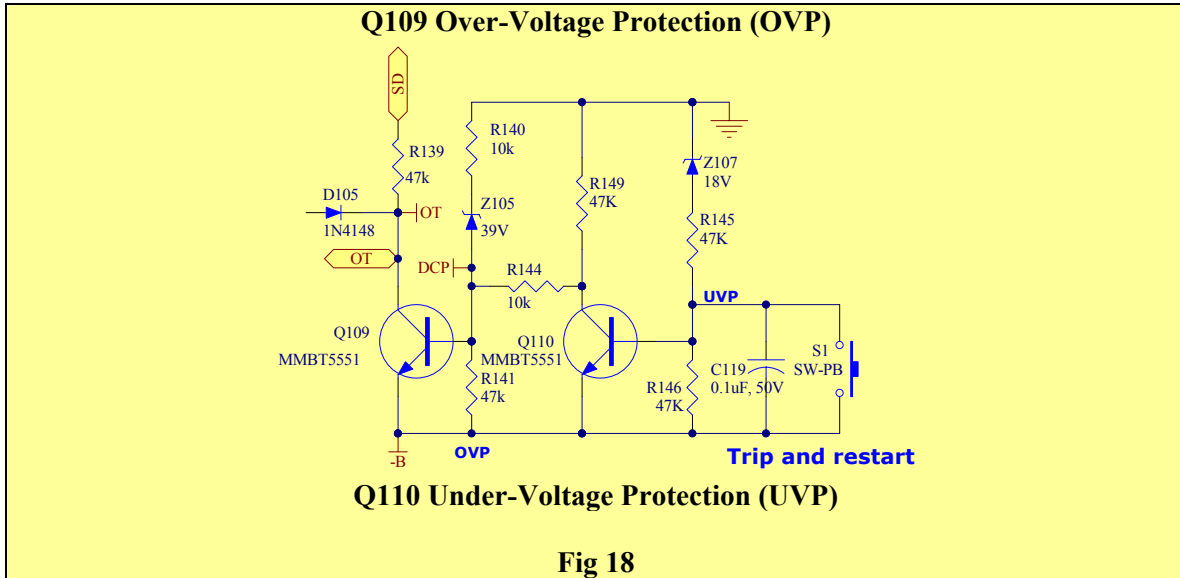 Q109 Over-Voltage Protection (OVP)
SD
R139
47k
D105
1N4148
OT
OT
R140
10k
Z105
39V
DCP
R144
10k
R149
47K
Z107
18V
R145
47K
UVP
Q109
MMBT5551
Q110
MMBT5551
R141
47k
R146
47K
C119
0.1uF, 50V
S1
SW-PB
-B
OVP
Trip and restart
Q110 Under-Voltage Protection (UVP)
Fig 18